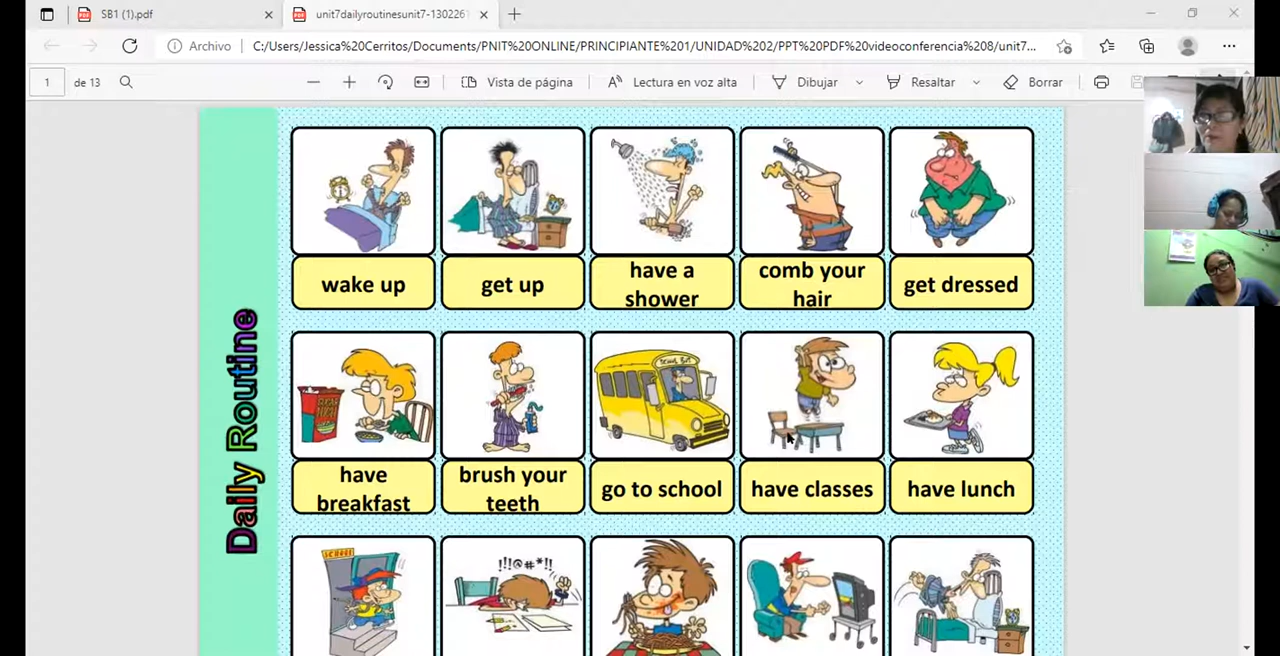 SB1 (1).pdf
unit7dailyroutinesunit7-130226
Archivo
C:/Users/Jessica%20Cerritos/Documents/PNIT%20ONLINE/PRINCIPIANTE%201/UNIDAD%202/PPT%20PDF%20videoconferencia%208/unit7...
1 de 13
Vista de página
Lectura en voz alta
Dibujar
Resaltar
Borrar
Daily Routine
wake up
get up
have a
shower
comb your
hair
get dressed
SCHOOL BUS
have
breakfast
brush your
teeth
go to school
have classes
have lunch
SCHOOL
!!!@#*!!